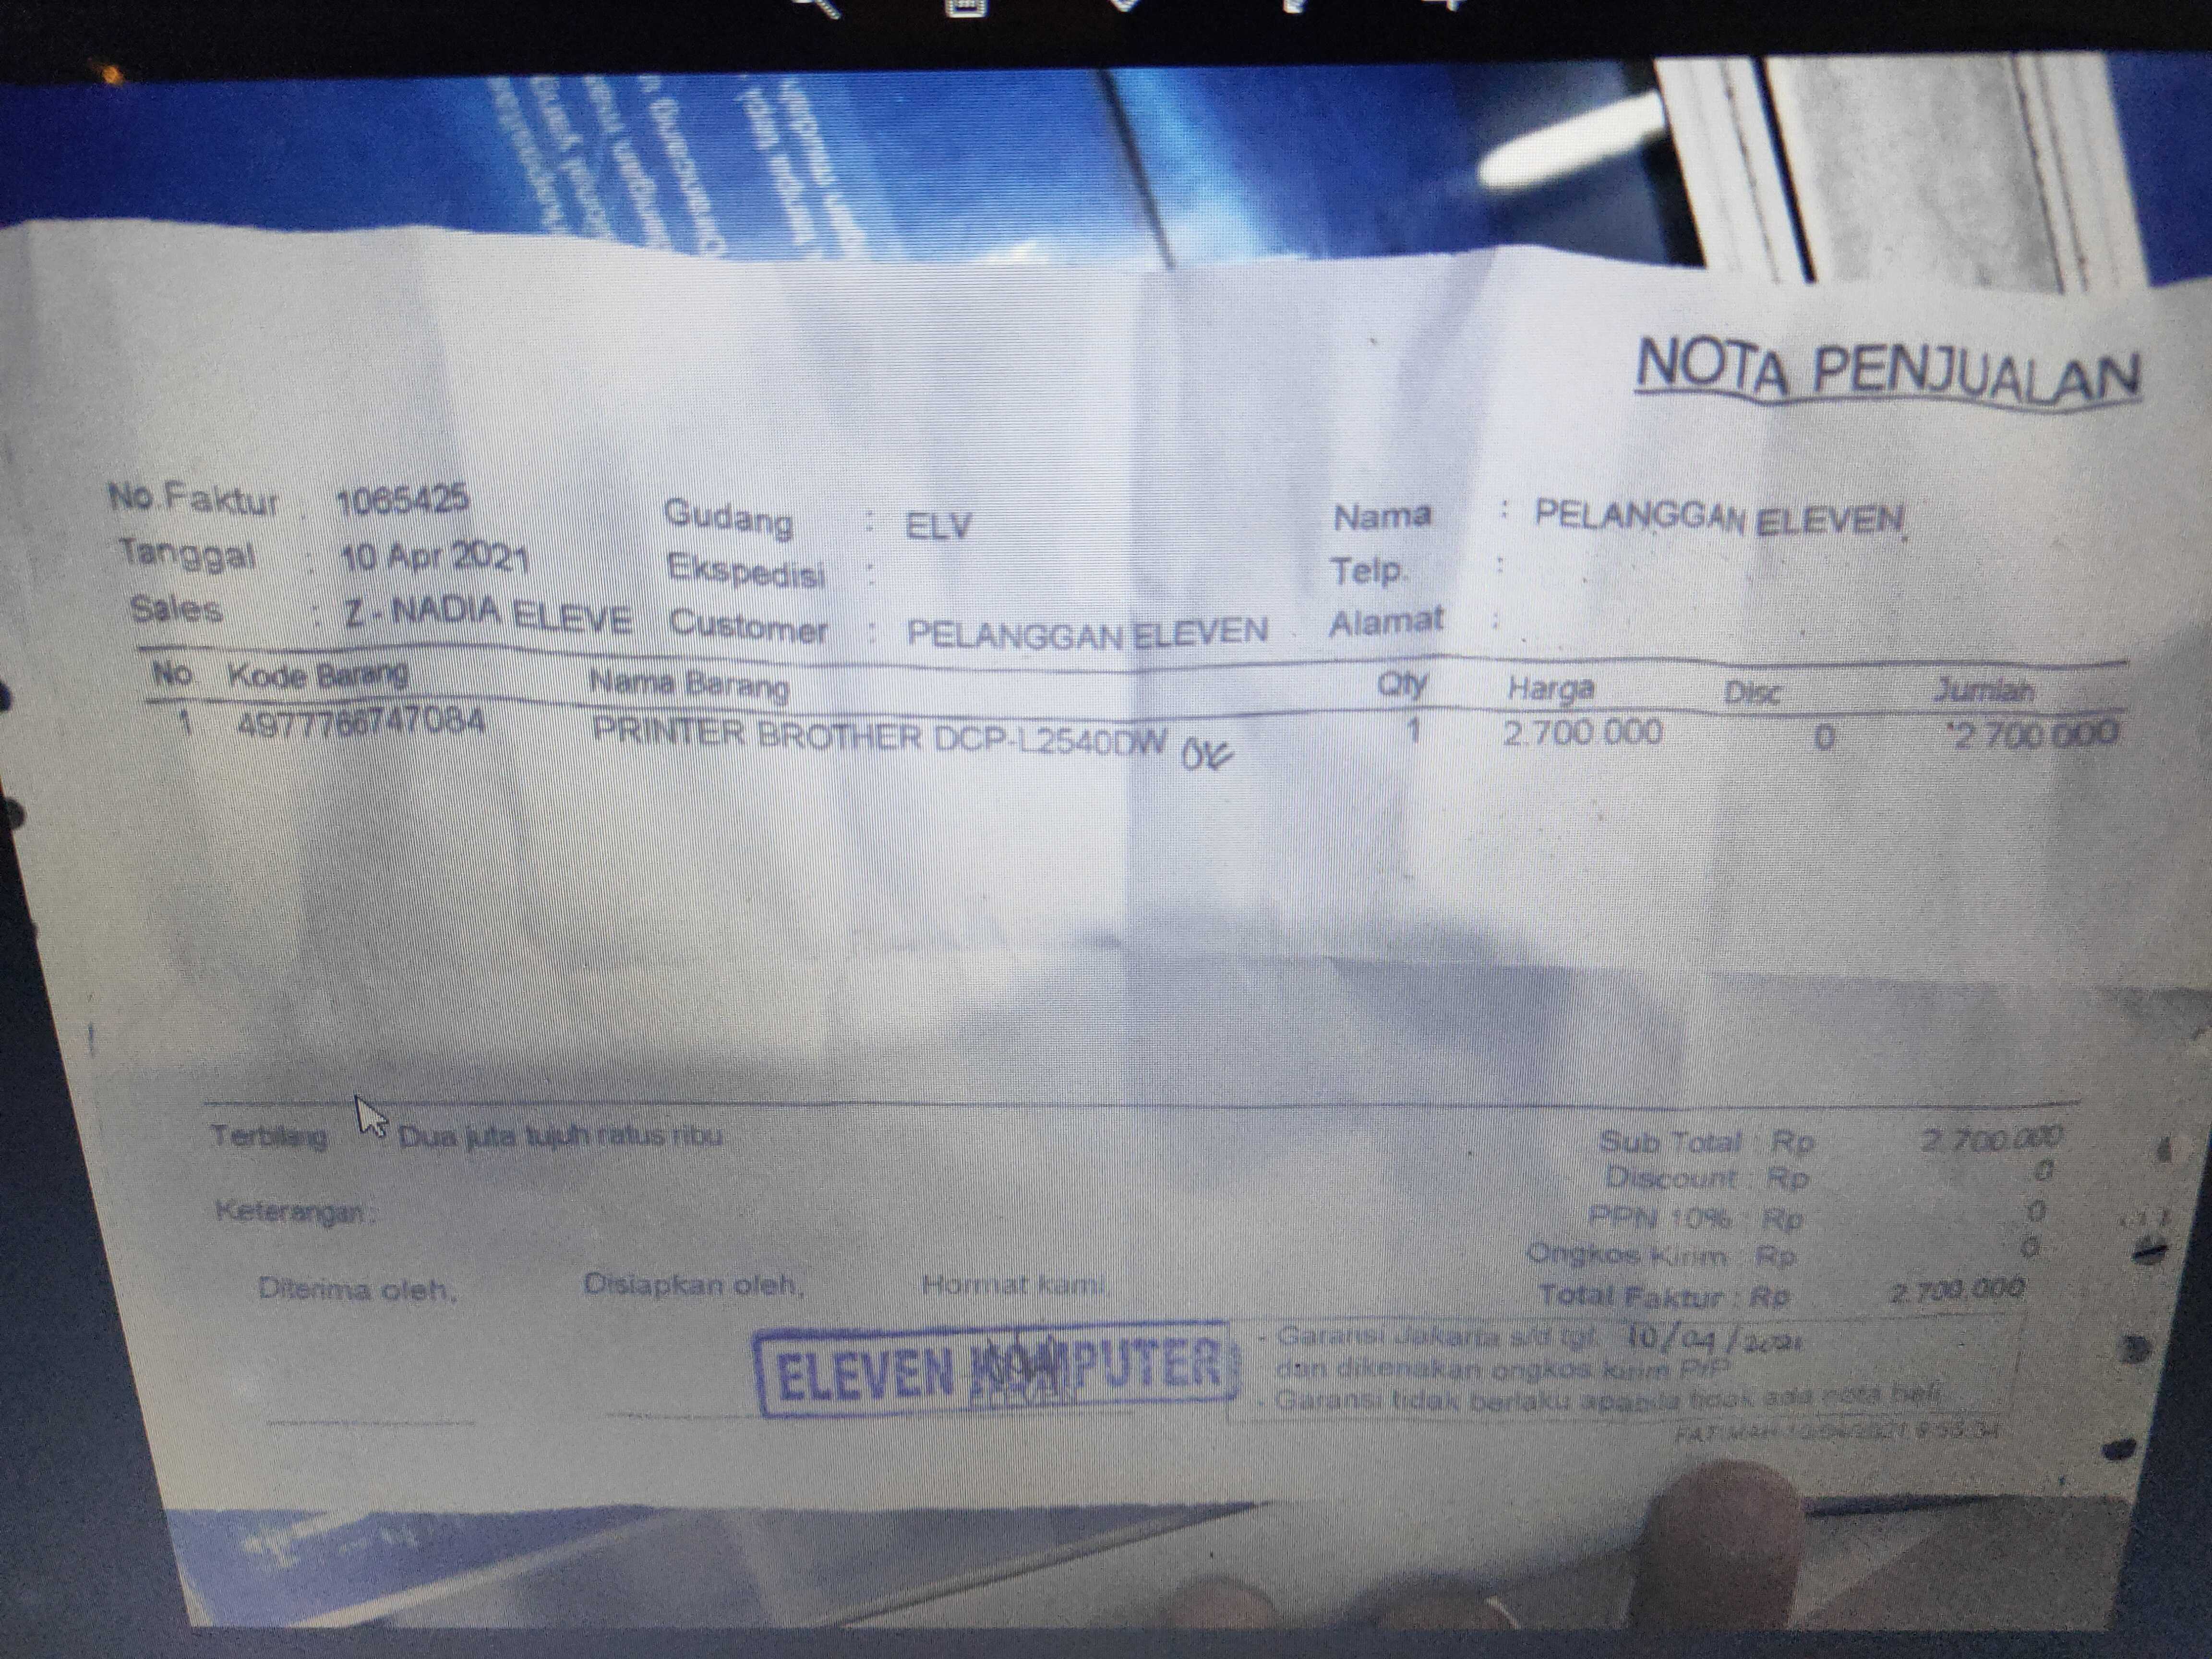 NOTA PENJUALAN
No.Faktur : 1065425 Gudang : ELV Nama : PELANGGAN ELEVEN
Tanggal : 10 Apr 2021 Ekspedisi : Telp. :
Sales : Z - NADIA ELEVE Customer : PELANGGAN ELEVEN Alamat :
No. Kode Barang Nama Barang Qty Harga Disc Jumlah
1 4977766747084 PRINTER BROTHER DCP-L2540DW OK 1 2.700.000 0 2.700.000
Terbilang : Dua juta tujuh ratus ribu Sub Total : Rp 2.700.000
Discount : Rp 0
Keterangan : PPN 10% : Rp 0
Ongkos Kirim : Rp 0
Diterima oleh, Disiapkan oleh, Hormat kami, Total Faktur : Rp 2.700.000
ELEVEN KOMPUTER
- Garansi Jakarta s/d tgl. 10/04/2021
dan dikenakan ongkos kirim P/P
- Garansi tidak berlaku apabila tidak ada nota beli